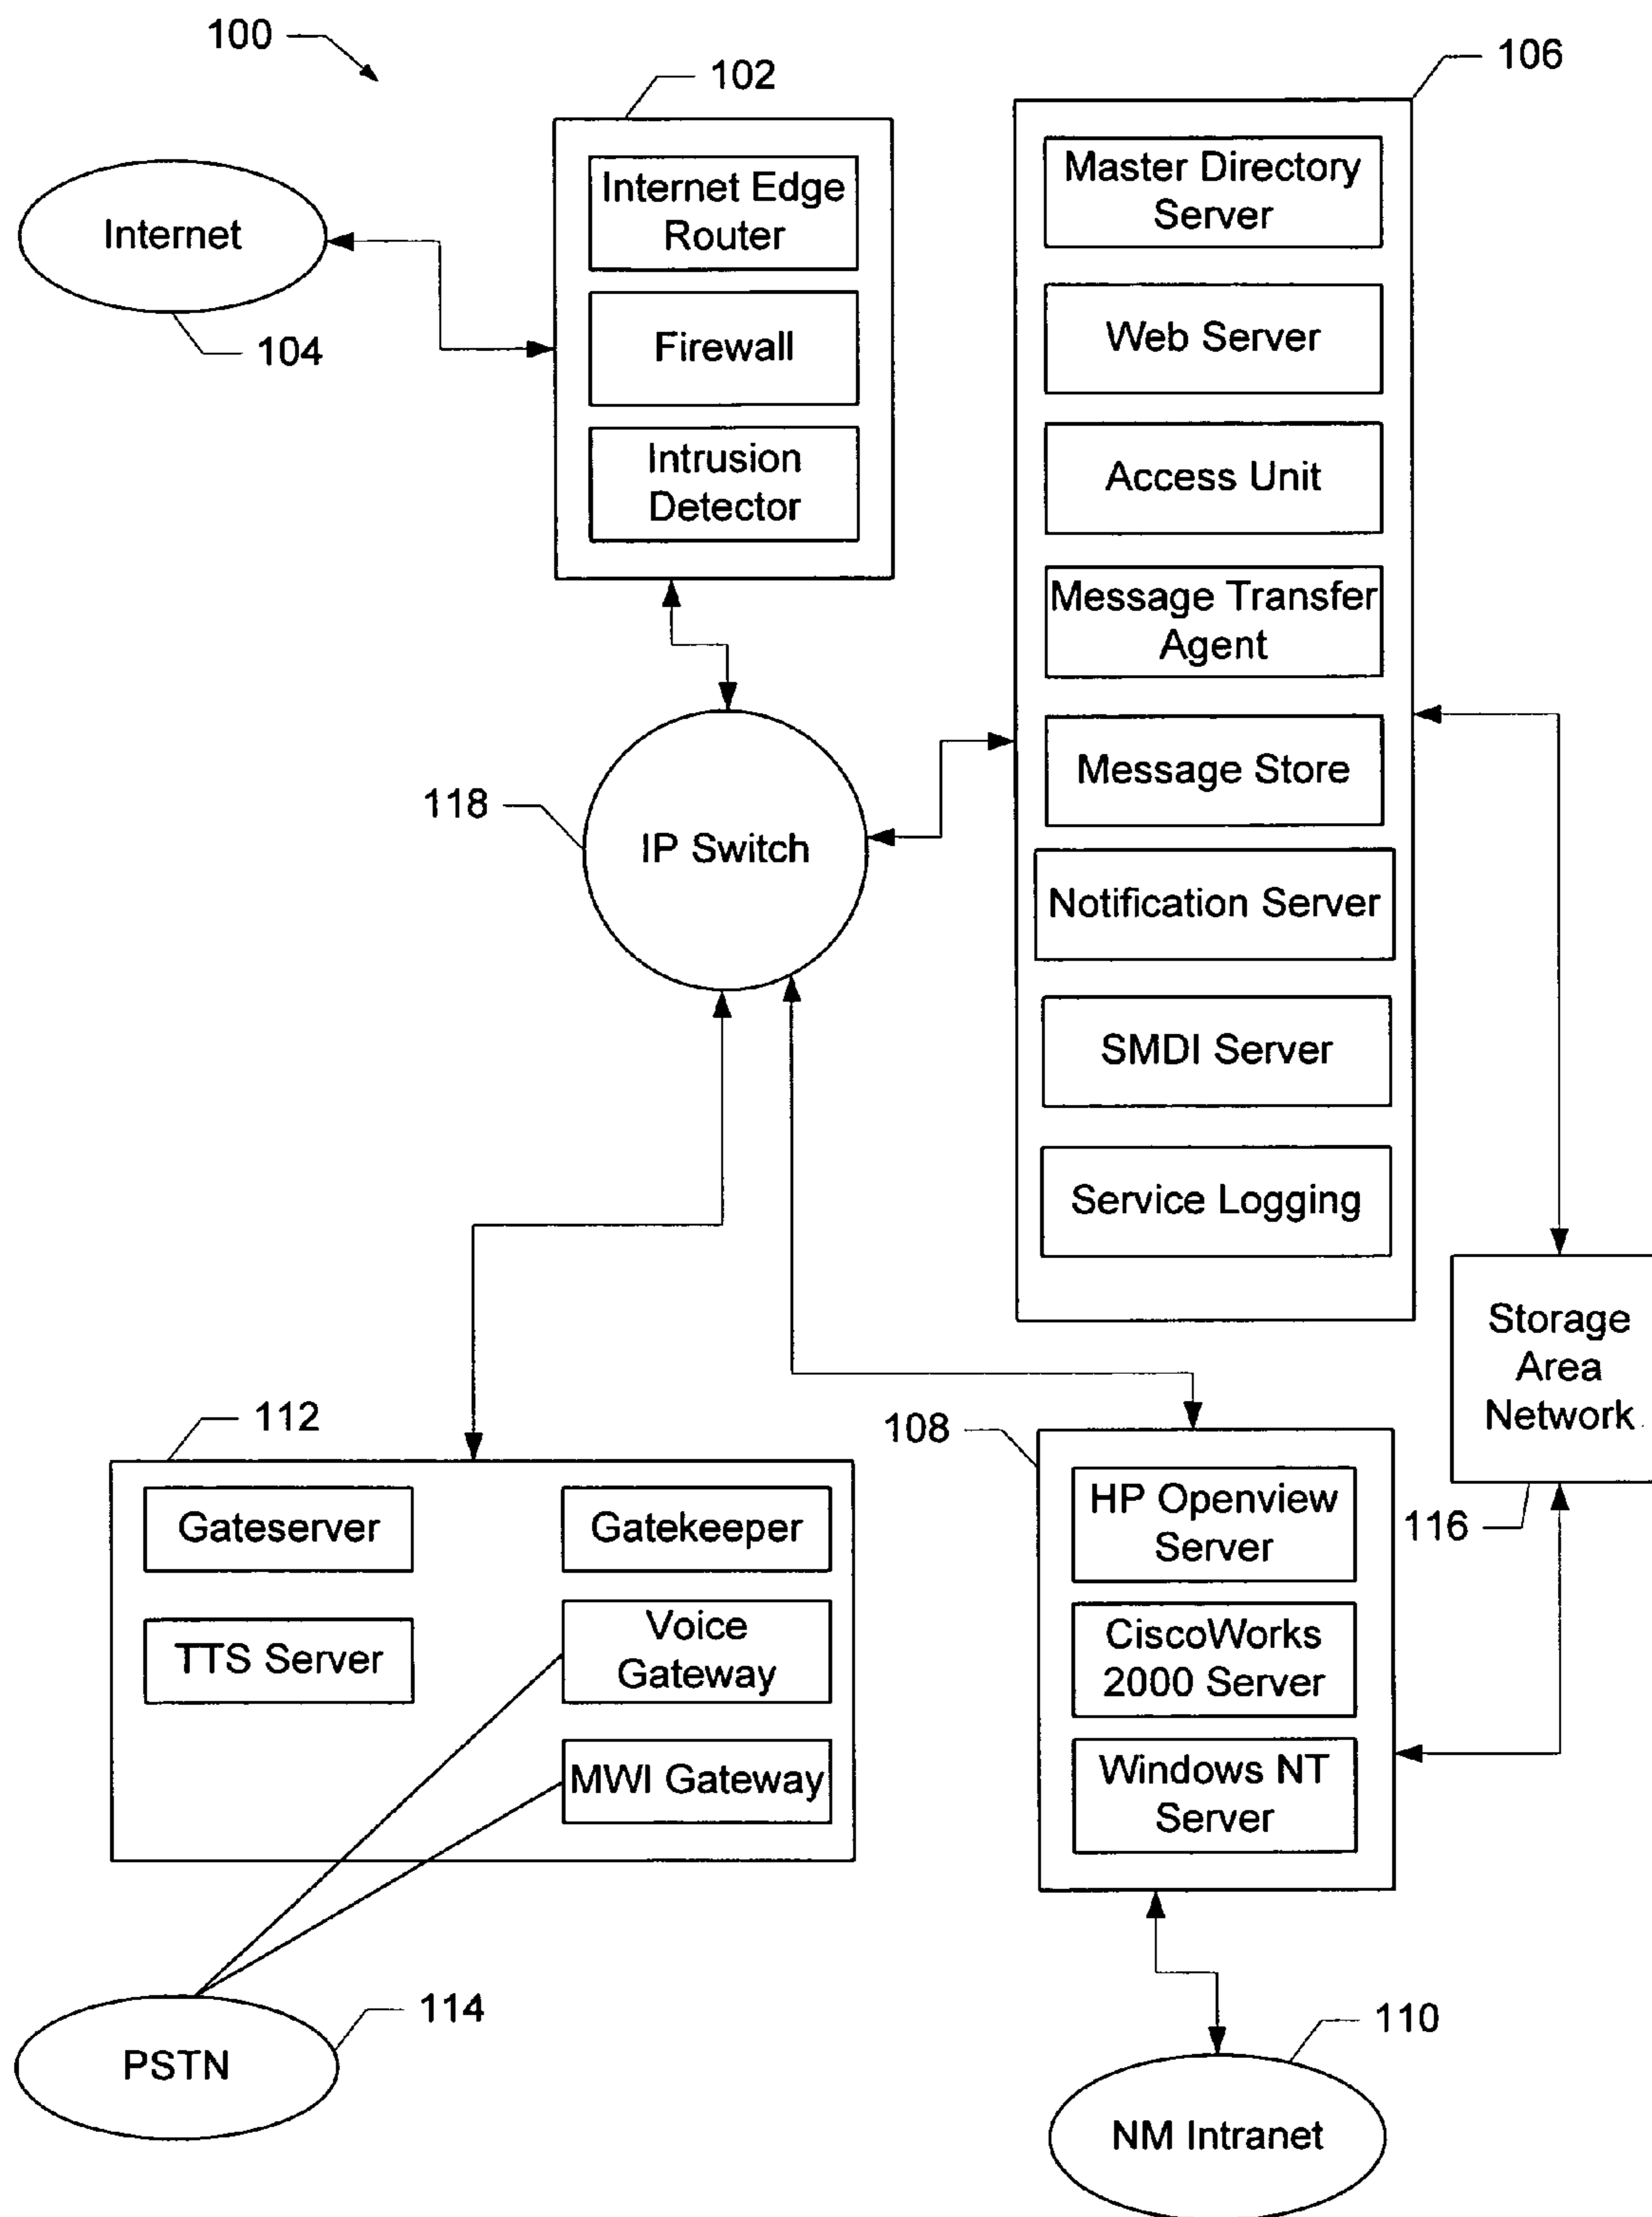 100
102
106
Internet Edge
Router
Firewall
Intrusion
Detector
Internet
104
Master Directory
Server
Web Server
Access Unit
Message Transfer
Agent
Message Store
Notification Server
SMDI Server
Service Logging
118
IP Switch
Storage
Area
Network
116
112
Gateserver
Gatekeeper
TTS Server
Voice
Gateway
MWI Gateway
108
HP Openview
Server
CiscoWorks
2000 Server
Windows NT
Server
114
PSTN
110
NM Intranet